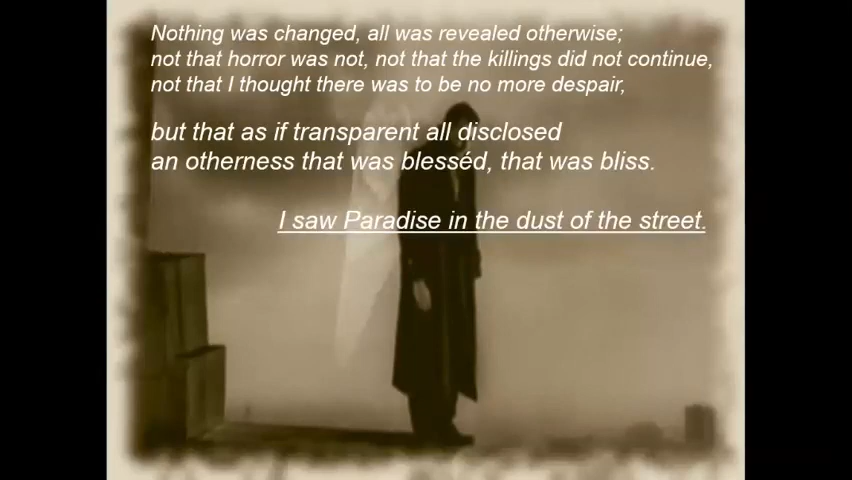 Nothing was changed, all was revealed otherwise;
not that horror was not, not that the killings did not continue,
not that I thought there was to be no more despair,
but that as if transparent all disclosed
an otherness that was blesséd, that was bliss.
I saw Paradise in the dust of the street.